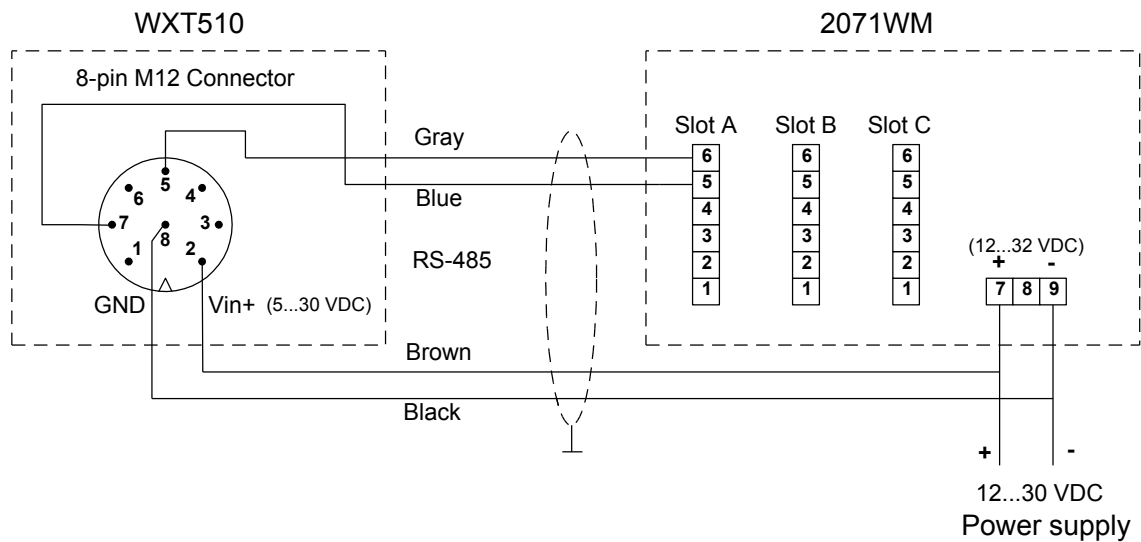 WXT510
2071WM
8-pin M12 Connector
Slot A Slot B Slot C
Gray
Blue
RS-485
5
6 4
7 8 3
1 2
GND Vin+ (5...30 VDC)
6 6 6
5 5 5
4 4 4
3 3 3
2 2 2
1 1 1
(12...32 VDC)
+ -
7 8 9
Brown
Black
+ -
12...30 VDC
Power supply